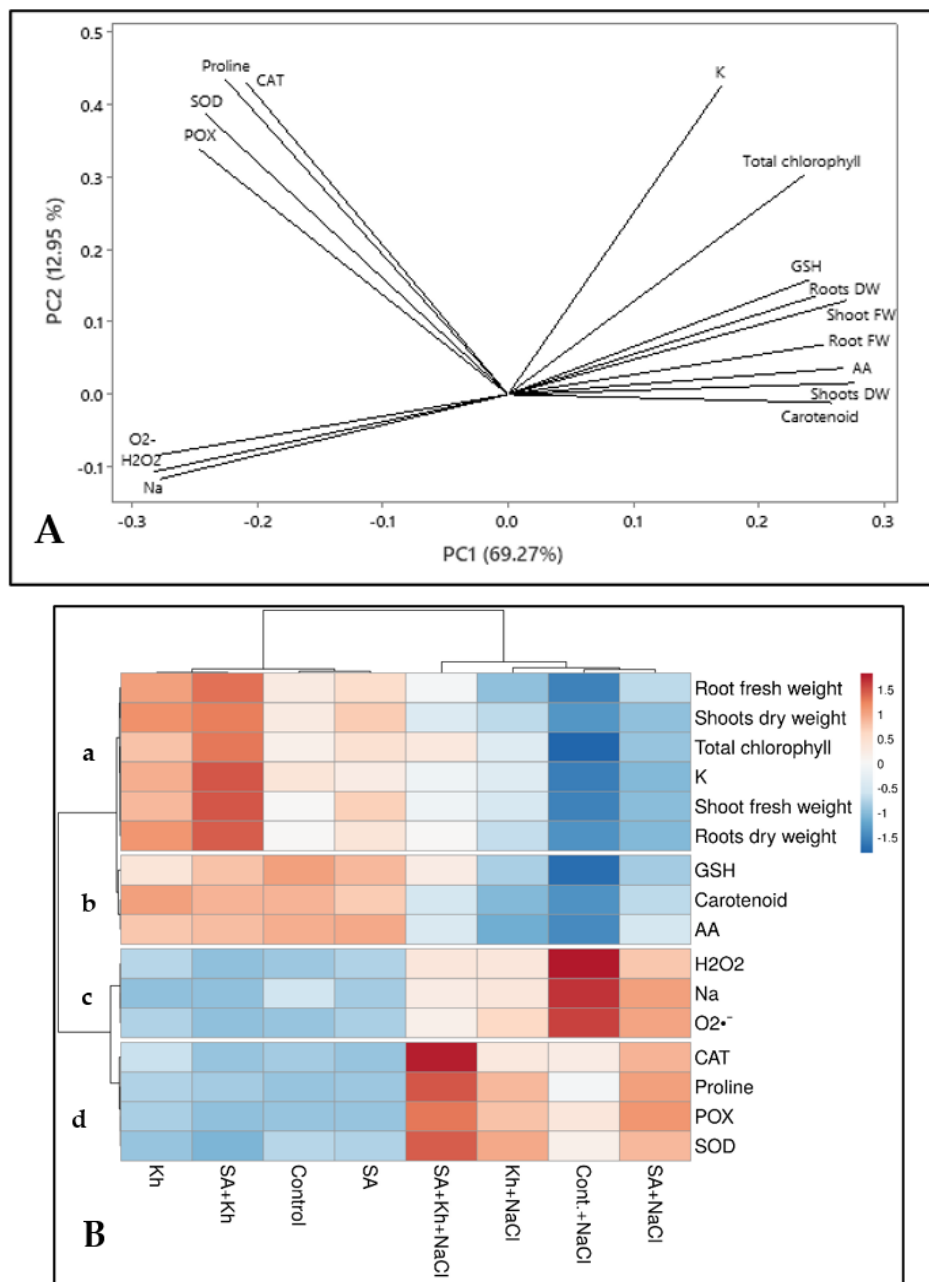 0.5
0.4
0.3
0.2
0.1
0.0
-0.1
PC2 (12.95 %)
Proline
CAT
SOD
POX
K
Total chlorophyll
GSH
Roots DW
Shoot FW
Root FW
AA
Shoots DW
Carotenoid
O2-
H2O2
Na
-0.3 -0.2 -0.1 0.0 0.1 0.2 0.3
PC1 (69.27%)
A
a
b
c
d
Root fresh weight
Shoots dry weight
Total chlorophyll
K
Shoot fresh weight
Roots dry weight
GSH
Carotenoid
AA
H2O2
Na
O2•⁻
CAT
Proline
POX
SOD
1.5
1
0.5
0
-0.5
-1
-1.5
Kh
SA+Kh
Control
SA
SA+Kh+NaCl
Kh+NaCl
Cont.+NaCl
SA+NaCl
B